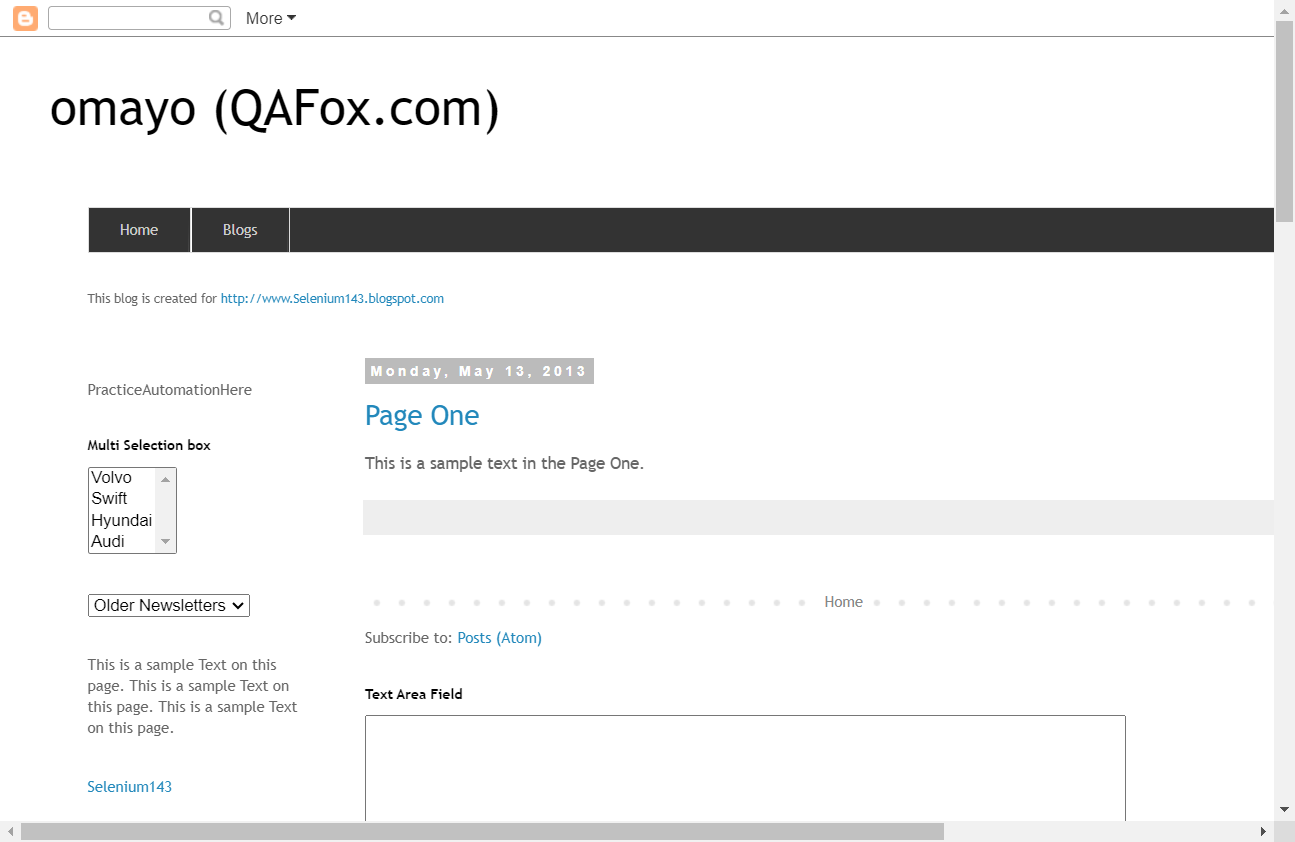 More
omayo (QAFox.com)
Home
Blogs
This blog is created for http://www.Selenium143.blogspot.com
PracticeAutomationHere
Multi Selection box
Volvo
Swift
Hyundai
Audi
Older Newsletters
This is a sample Text on this
page. This is a sample Text on
this page. This is a sample Text
on this page.
Selenium143
Monday, May 13, 2013
Page One
This is a sample text in the Page One.
Home
Subscribe to: Posts (Atom)
Text Area Field